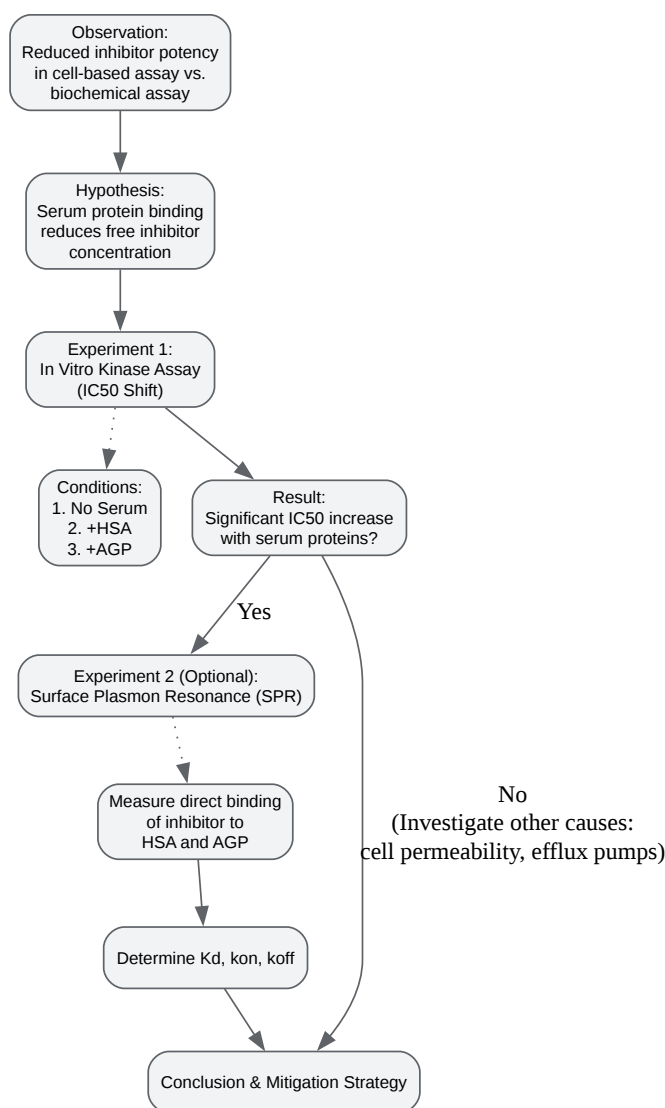 Observation:
Reduced inhibitor potency
in cell-based assay vs.
biochemical assay
Hypothesis:
Serum protein binding
reduces free inhibitor
concentration
Experiment 1:
In Vitro Kinase Assay
(IC50 Shift)
Conditions:
1. No Serum
2. +HSA
3. +AGP
Result:
Significant IC50 increase
with serum proteins?
Yes
Experiment 2 (Optional):
Surface Plasmon Resonance (SPR)
Measure direct binding
of inhibitor to
HSA and AGP
No
(Investigate other causes:
cell permeability, efflux pumps)
Determine Kd, kon, koff
Conclusion & Mitigation Strategy